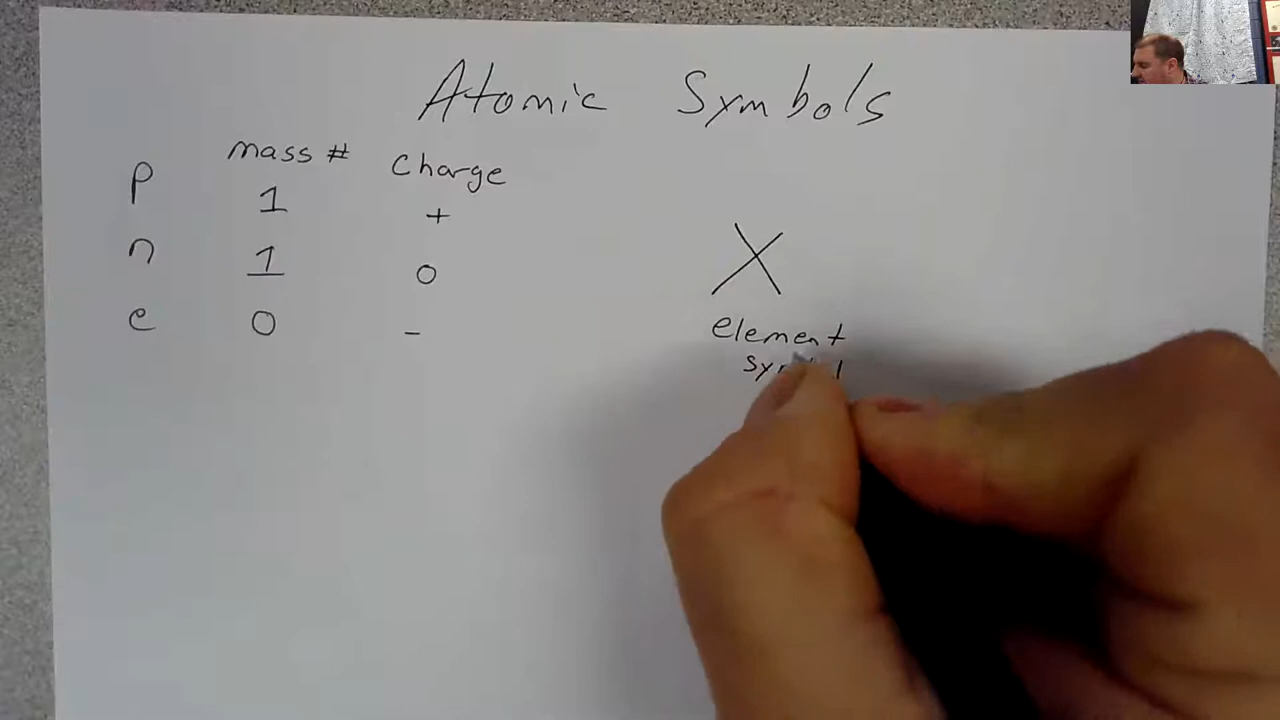 Atomic Symbols
mass # Charge
P 1 +
n 1 0
e 0 -
X
element